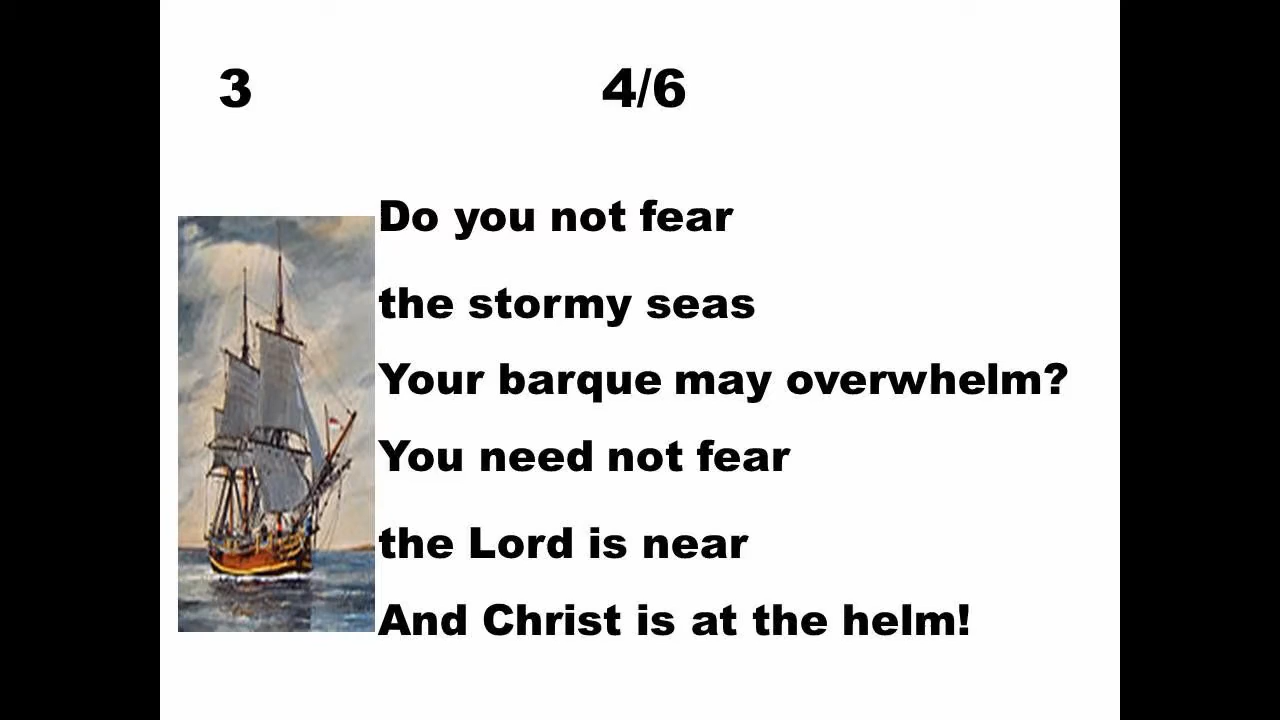 3 4/6
Do you not fear
the stormy seas
Your barque may overwhelm?
You need not fear
the Lord is near
And Christ is at the helm!